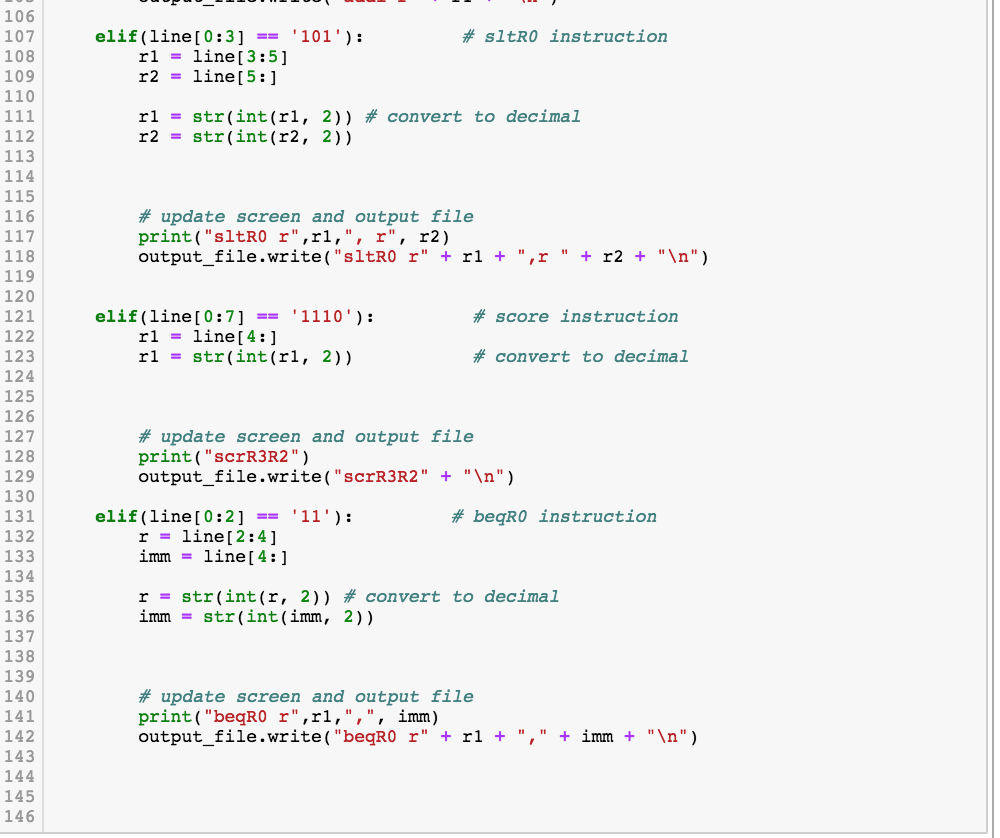 106
107 elif(line[0:3] == '101'): # sltR0 instruction
108 r1 = line[3:5]
109 r2 = line[5:]
110
111 r1 = str(int(r1, 2)) # convert to decimal
112 r2 = str(int(r2, 2))
113
114
115
116 # update screen and output file
117 print("sltR0 r",r1,", r", r2)
118 output_file.write("sltR0 r" + r1 + ",r " + r2 + "\n")
119
120
121 elif(line[0:7] == '1110'): # score instruction
122 r1 = line[4:]
123 r1 = str(int(r1, 2)) # convert to decimal
124
125
126
127 # update screen and output file
128 print("scrR3R2")
129 output_file.write("scrR3R2" + "\n")
130
131 elif(line[0:2] == '11'): # beqR0 instruction
132 r = line[2:4]
133 imm = line[4:]
134
135 r = str(int(r, 2)) # convert to decimal
136 imm = str(int(imm, 2))
137
138
139
140 # update screen and output file
141 print("beqR0 r",r1,",", imm)
142 output_file.write("beqR0 r" + r1 + "," + imm + "\n")
143
144
145
146